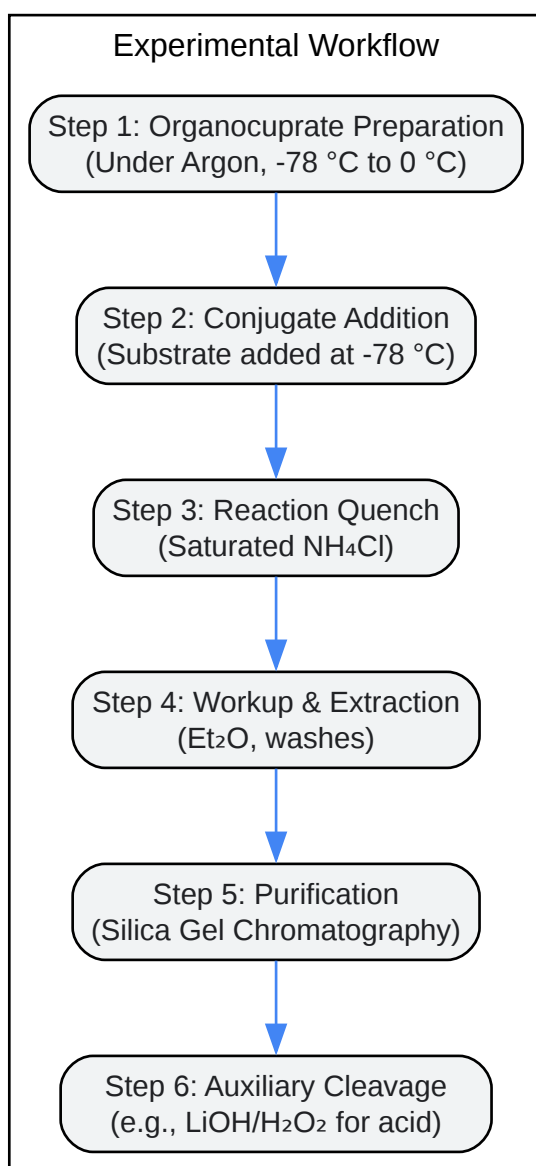 Experimental Workflow
Step 1: Organocuprate Preparation
(Under Argon, -78 °C to 0 °C)
Step 2: Conjugate Addition
(Substrate added at -78 °C)
Step 3: Reaction Quench
(Saturated NH₄Cl)
Step 4: Workup & Extraction
(Et₂O, washes)
Step 5: Purification
(Silica Gel Chromatography)
Step 6: Auxiliary Cleavage
(e.g., LiOH/H₂O₂ for acid)